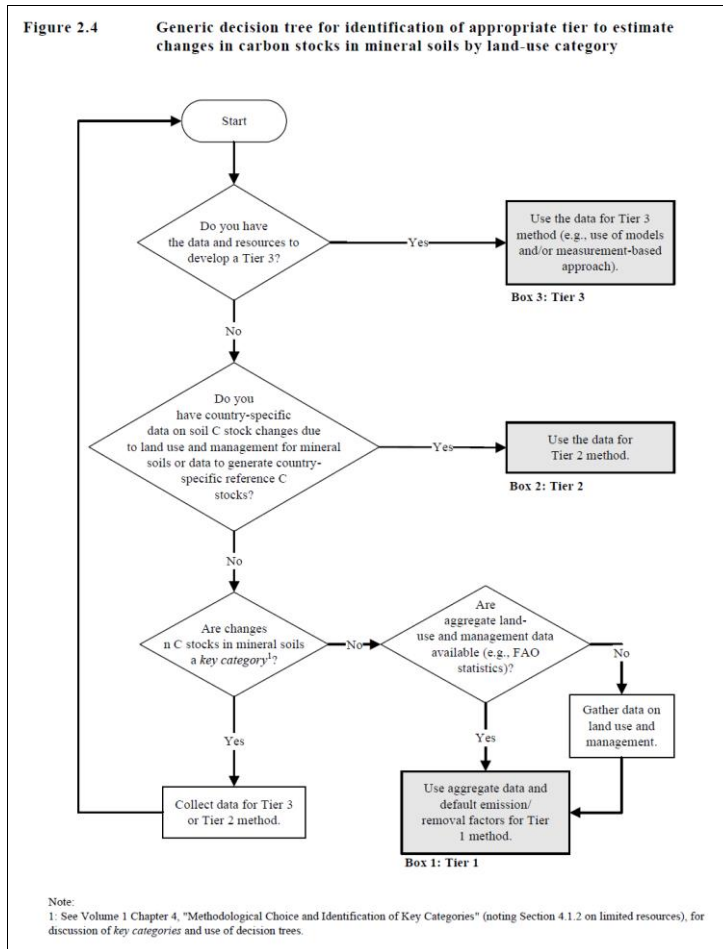 Figure 2.4 Generic decision tree for identification of appropriate tier to estimate
changes in carbon stocks in mineral soils by land-use category
Start
Do you have
the data and resources to
develop a Tier 3?
Yes
Use the data for Tier 3
method (e.g., use of models
and/or measurement-based
approach).
Box 3: Tier 3
No
Do you
have country-specific
data on soil C stock changes due
to land use and management for mineral
soils or data to generate country-
specific reference C
stocks?
Yes
Use the data for
Tier 2 method.
Box 2: Tier 2
No
Are changes
n C stocks in mineral soils
a key category¹?
No
Are
aggregate land-
use and management data
available (e.g., FAO
statistics)?
No
Gather data on
land use and
management.
Yes
Collect data for Tier 3
or Tier 2 method.
Yes
Use aggregate data and
default emission/
removal factors for Tier
1 method.
Box 1: Tier 1
Note:
1: See Volume 1 Chapter 4, "Methodological Choice and Identification of Key Categories" (noting Section 4.1.2 on limited resources), for
discussion of key categories and use of decision trees.